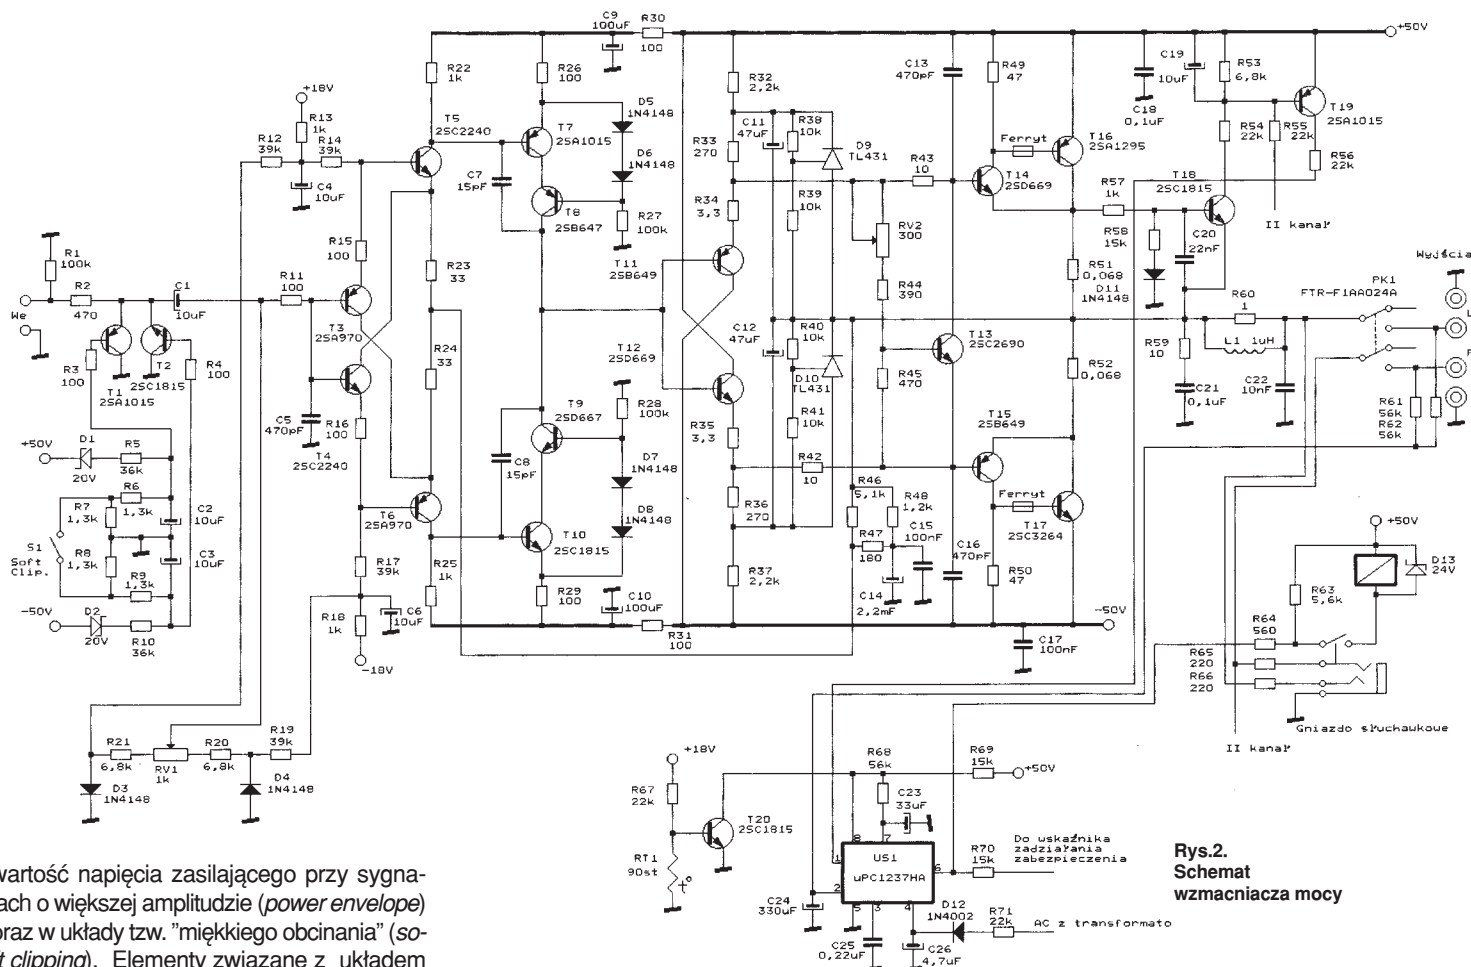 C9
100uF
R30
100
+50V
R22
1k
R26
100
+18V
R13
1k
R12
39k
R14
39k
C4
10uF
T5
2SC2240
T7
2SA1015
D5
1N4148
D6
1N4148
C7
15pF
T8
2SB647
R27
100k
R32
2,2k
C11
47uF
R38
10k
R33
270
D9
TL431
R39
10k
R34
3,3
C13
470pF
R49
47
Ferryt
T16
2SA1295
R43
10
T14
2SD669
RV2
300
C19
10uF
C18
0,1uF
R53
6,8k
R54
22k
R55
22k
T19
2SA1015
R56
22k
R57
1k
T18
2SC1815
II kanał
R1
100k
R2
470
We
C1
10uF
R11
100
R15
100
T3
2SA970
R23
33
R24
33
T11
2SB649
R44
390
R58
15k
C20
22nF
D11
1N4148
R51
0,068
R60
1
PK1
FTR-F1AA024A
Wyjścia
L
P
R3
100
T1
2SA1015
T2
2SC1815
R4
100
C5
470pF
R16
100
T4
2SC2240
T12
2SD669
C12
47uF
R40
10k
D10
TL431
R41
10k
T13
2SC2690
R45
470
R52
0,068
R59
10
L1 1uH
C21
0,1uF
C22
10nF
R61
56k
R62
56k
+50V
D1
20V
R5
36k
R6
1,3k
R7
1,3k
C2
10uF
S1
Soft
Clip.
R8
1,3k
C3
10uF
R9
1,3k
-50V
D2
20V
R10
36k
T6
2SA970
T9
2SD667
R28
100k
C8
15pF
D7
1N4148
D8
1N4148
T10
2SC1815
R35
3,3
R36
270
R42
10
R46
5,1k
R48
1,2k
R47
180
C15
100nF
C14
2,2mF
C16
470pF
T15
2SB649
Ferryt
T17
2SC3264
R50
47
R17
39k
R18
1k
C6
10uF
-18V
R25
1k
R29
100
C10
100uF
R31
100
R37
2,2k
-50V
C17
100nF
+50V
D13
24V
R63
5,6k
R64
560
R65
220
R66
220
Gniazdo słuchawkowe
II kanał
R21
6,8k
RV1
1k
R20
6,8k
R19
39k
D3
1N4148
D4
1N4148
+18V
R67
22k
T20
2SC1815
RT1
90st
t°
R68
56k
C23
33uF
R69
15k
+50V
8
7
1
US1
uPC1237HA
2
6
5
3
4
R70
15k
Do wskaźnika
zadziałania
zabezpieczenia
C24
330uF
C25
0,22uF
D12
1N4002
R71
22k
C26
4,7uF
AC z transformato
Rys.2.
Schemat
wzmacniacza mocy
wartość napięcia zasilającego przy sygna-
ach o większej amplitudzie (power envelope)
oraz w układy tzw. ”miękkiego obcinania” (so-
ft clipping). Elementy związane z układem